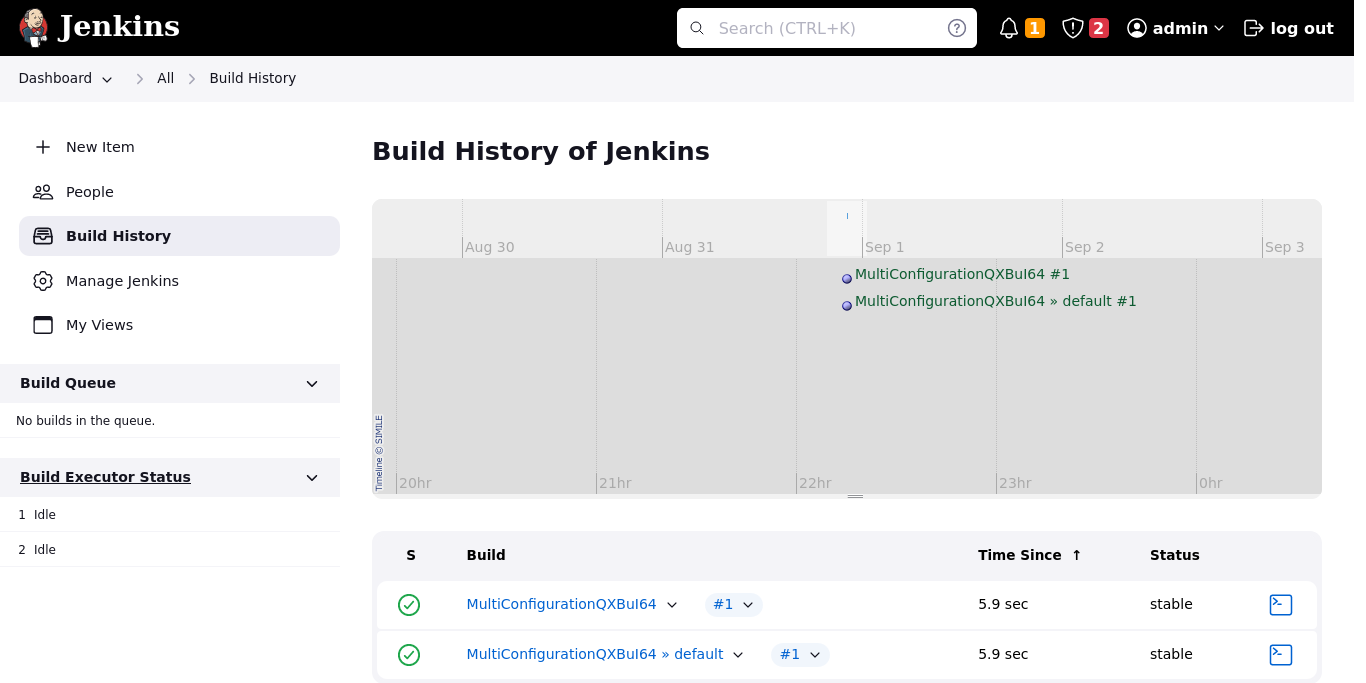 Jenkins
Search (CTRL+K)
1
2
admin
log out
Dashboard
All
Build History
New Item
People
Build History
Manage Jenkins
My Views
Build Queue
No builds in the queue.
Build Executor Status
1 Idle
2 Idle
Build History of Jenkins
Aug 30
Aug 31
Sep 1
Sep 2
Sep 3
MultiConfigurationQXBuI64 #1
MultiConfigurationQXBuI64 » default #1
Timeline © SIMILE
20hr
21hr
22hr
23hr
0hr
S Build Time Since ↑ Status
MultiConfigurationQXBuI64 #1 5.9 sec stable
MultiConfigurationQXBuI64 » default #1 5.9 sec stable